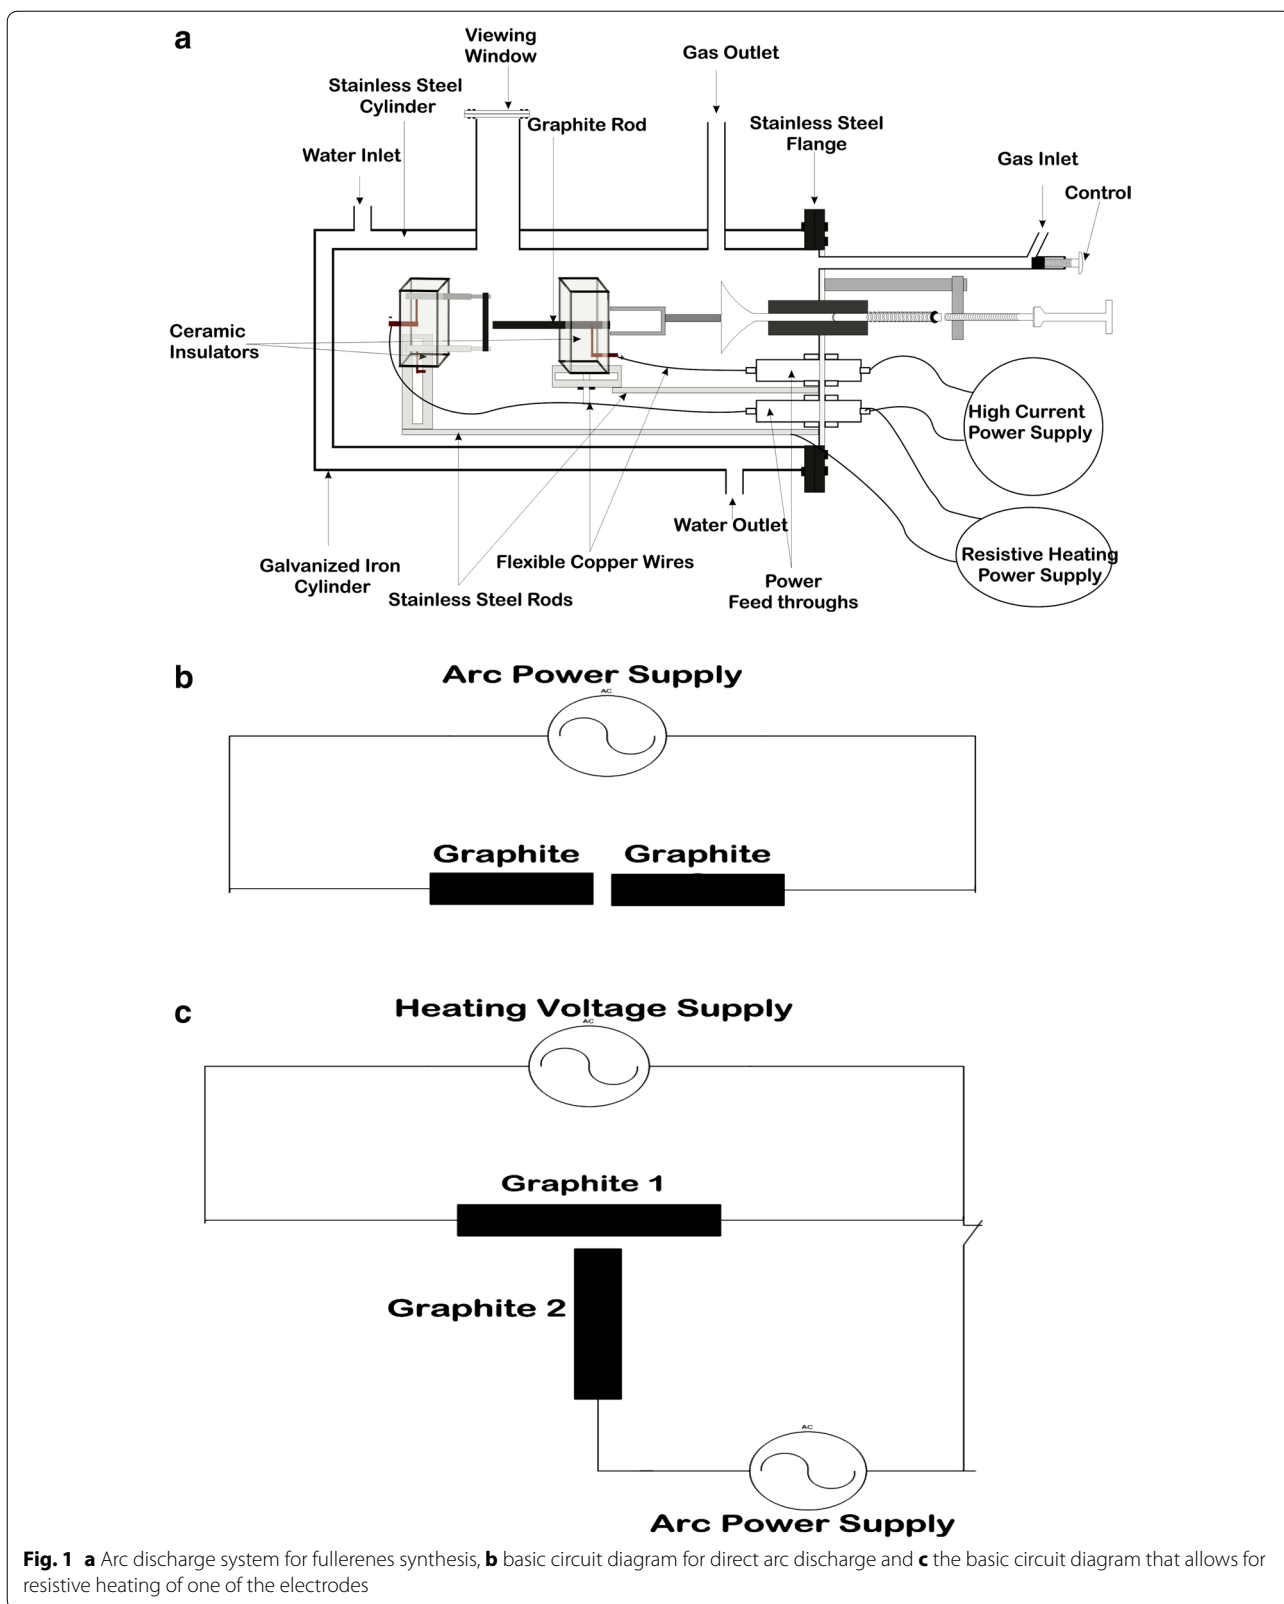 a
Viewing
Window
Gas Outlet
Stainless Steel
Cylinder
Graphite Rod
Stainless Steel
Flange
Water Inlet
Gas Inlet
Control
Ceramic
Insulators
-
+
High Current
Power Supply
Water Outlet
Galvanized Iron
Cylinder
Flexible Copper Wires
Stainless Steel Rods
Power
Feed throughs
Resistive Heating
Power Supply
b
Arc Power Supply
AC
Graphite
Graphite
c
Heating Voltage Supply
AC
Graphite 1
Graphite 2
AC
Arc Power Supply
Fig. 1 a Arc discharge system for fullerenes synthesis, b basic circuit diagram for direct arc discharge and c the basic circuit diagram that allows for
resistive heating of one of the electrodes